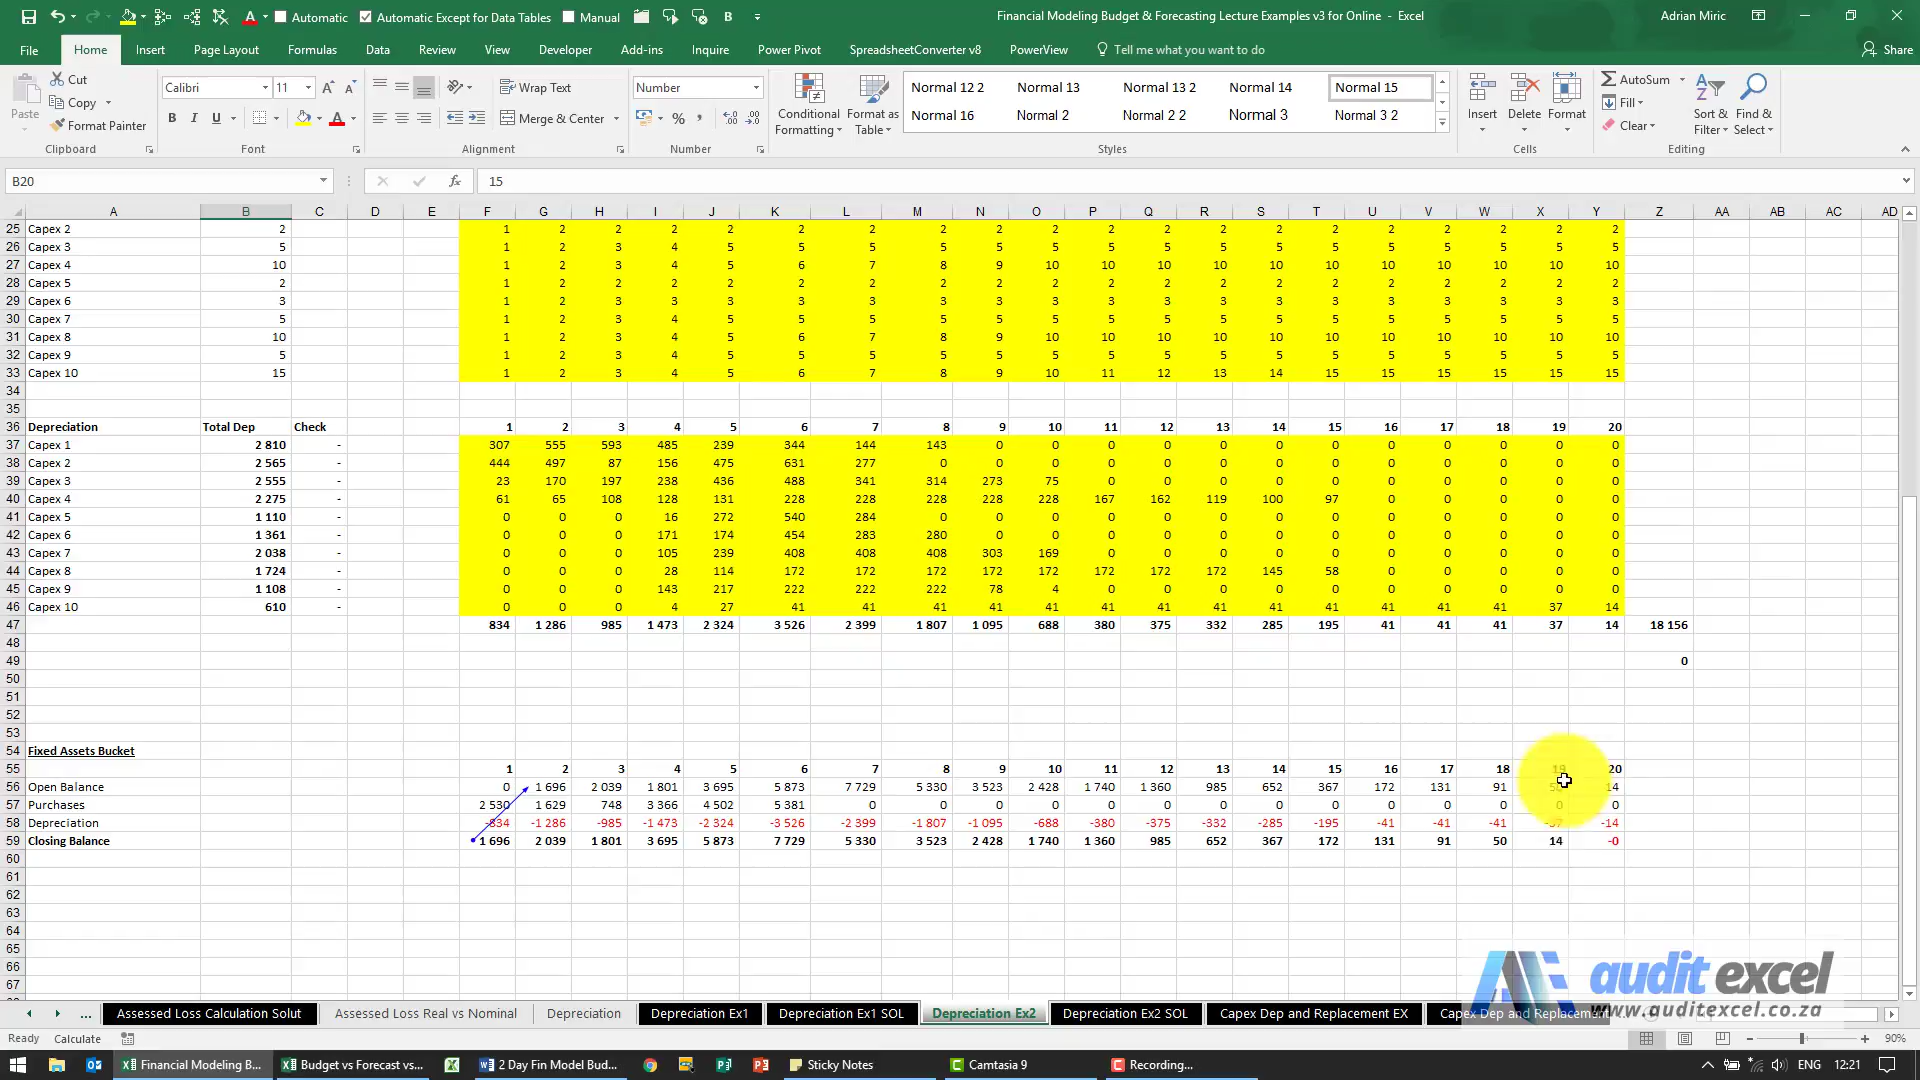 Automatic Automatic Except for Data Tables Manual B Financial Modeling Budget & Forecasting Lecture Examples v3 for Online - Excel Adrian Miric
File Home Insert Page Layout Formulas Data Review View Developer Add-ins Inquire Power Pivot SpreadsheetConverter v8 PowerView Tell me what you want to do Share
Paste Cut Copy Format Painter Clipboard
Calibri 11 B I U Font
Wrap Text Merge & Center Alignment
Number % Number
Conditional Formatting Format as Table
Normal 12 2 Normal 13 Normal 13 2 Normal 14 Normal 15
Normal 16 Normal 2 Normal 2 2 Normal 3 Normal 3 2
Styles
Insert Delete Format Cells
AutoSum Fill Clear Sort & Filter Find & Select Editing
B20 fx 15
A B C D E F G H I J K L M N O P Q R S T U V W X Y Z AA AB AC AD
25 Capex 2 2 1 2 2 2 2 2 2 2 2 2 2 2 2 2 2 2 2 2 2 2
26 Capex 3 5 1 2 3 4 5 5 5 5 5 5 5 5 5 5 5 5 5 5 5 5
27 Capex 4 10 1 2 3 4 5 6 7 8 9 10 10 10 10 10 10 10 10 10 10 10
28 Capex 5 2 1 2 2 2 2 2 2 2 2 2 2 2 2 2 2 2 2 2 2 2
29 Capex 6 3 1 2 3 3 3 3 3 3 3 3 3 3 3 3 3 3 3 3 3 3
30 Capex 7 5 1 2 3 4 5 5 5 5 5 5 5 5 5 5 5 5 5 5 5 5
31 Capex 8 10 1 2 3 4 5 6 7 8 9 10 10 10 10 10 10 10 10 10 10 10
32 Capex 9 5 1 2 3 4 5 5 5 5 5 5 5 5 5 5 5 5 5 5 5 5
33 Capex 10 15 1 2 3 4 5 6 7 8 9 10 11 12 13 14 15 15 15 15 15 15
34
35
36 Depreciation Total Dep Check 1 2 3 4 5 6 7 8 9 10 11 12 13 14 15 16 17 18 19 20
37 Capex 1 2 810 - 307 555 593 485 239 344 144 143 0 0 0 0 0 0 0 0 0 0 0 0
38 Capex 2 2 565 - 444 497 87 156 475 631 277 0 0 0 0 0 0 0 0 0 0 0 0 0
39 Capex 3 2 555 - 23 170 197 238 436 488 341 314 273 75 0 0 0 0 0 0 0 0 0 0
40 Capex 4 2 275 - 61 65 108 128 131 228 228 228 228 228 167 162 119 100 97 0 0 0 0 0
41 Capex 5 1 110 - 0 0 0 16 272 540 284 0 0 0 0 0 0 0 0 0 0 0 0 0
42 Capex 6 1 361 - 0 0 0 171 174 454 283 280 0 0 0 0 0 0 0 0 0 0 0 0
43 Capex 7 2 038 - 0 0 0 105 239 408 408 408 303 169 0 0 0 0 0 0 0 0 0 0
44 Capex 8 1 724 - 0 0 0 28 114 172 172 172 172 172 172 172 172 145 58 0 0 0 0 0
45 Capex 9 1 108 - 0 0 0 143 217 222 222 222 78 4 0 0 0 0 0 0 0 0 0 0
46 Capex 10 610 - 0 0 0 4 27 41 41 41 41 41 41 41 41 41 41 41 41 41 37 14
47 834 1 286 985 1 473 2 324 3 526 2 399 1 807 1 095 688 380 375 332 285 195 41 41 41 37 14 18 156
48
49 0
50
51
52
53
54 Fixed Assets Bucket
55 1 2 3 4 5 6 7 8 9 10 11 12 13 14 15 16 17 18 19 20
56 Open Balance 0 1 696 2 039 1 801 3 695 5 873 7 729 5 330 3 523 2 428 1 740 1 360 985 652 367 172 131 91 14
57 Purchases 2 530 1 629 748 3 366 4 502 5 381 0 0 0 0 0 0 0 0 0 0 0 0 0 0
58 Depreciation -834 -1 286 -985 -1 473 -2 324 -3 526 -2 399 -1 807 -1 095 -688 -380 -375 -332 -285 -195 -41 -41 -41 -37 -14
59 Closing Balance 1 696 2 039 1 801 3 695 5 873 7 729 5 330 3 523 2 428 1 740 1 360 985 652 367 172 131 91 50 14 -0
60
61
62
63
64
65
66
67
audit excel
www.auditexcel.co.za
... Assessed Loss Calculation Solut Assessed Loss Real vs Nominal Depreciation Depreciation Ex1 Depreciation Ex1 SOL Depreciation Ex2 Depreciation Ex2 SOL Capex Dep and Replacement EX Capex Dep and Replacement
Ready Calculate 90%
Financial Modeling B... Budget vs Forecast vs... 2 Day Fin Model Bud... Sticky Notes Camtasia 9 Recording... ENG 12:21